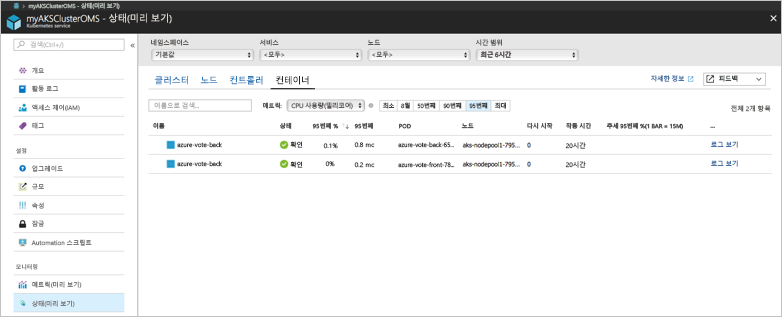 myAKSClusterOMS - 상태(미리 보기)
myAKSClusterOMS - 상태(미리 보기)
Kubernetes service
검색(Ctrl+/)
개요
활동 로그
액세스 제어(IAM)
태그
설정
업그레이드
규모
속성
잠금
Automation 스크립트
모니터링
메트릭(미리 보기)
상태(미리 보기)
네임스페이스 서비스 노드 시간 범위
기본값 <모두> <모두> 최근 6시간
클러스터 노드 컨트롤러 컨테이너 자세한 정보 피드백
이름으로 검색... 메트릭: CPU 사용량(밀리코어) 최소 8월 50번째 90번째 95번째 최대 전체 2개 항목
이름 상태 95번째 % 95번째 POD 노드 다시 시작 작동 시간 추세 95번째 %(1 BAR = 15M) ...
azure-vote-back 확인 0.1% 0.8 mc azure-vote-back-65... aks-nodepool1-795... 0 20시간 로그 보기
azure-vote-back 확인 0% 0.2 mc azure-vote-front-78... aks-nodepool1-795... 0 20시간 로그 보기